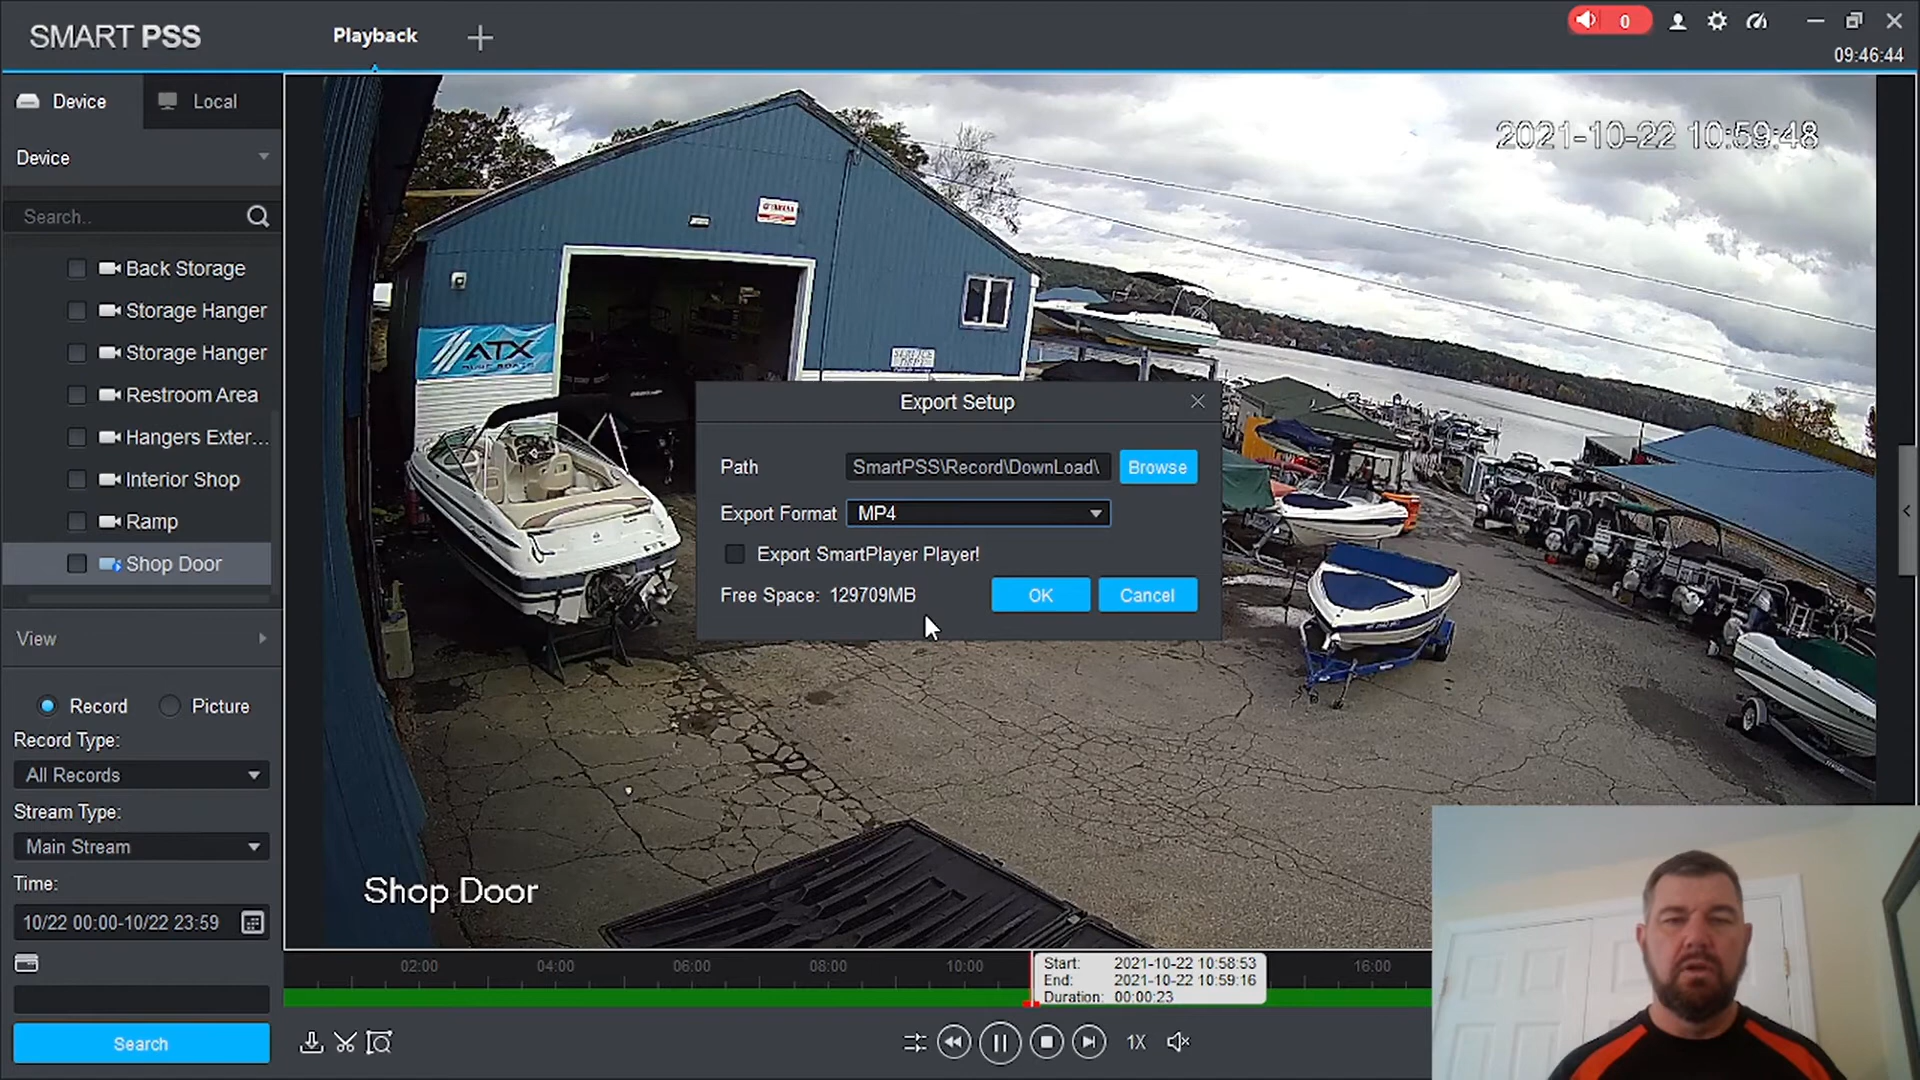 SMART PSS
Playback
0
09:46:44
Device
Local
Device
Search..
Back Storage
Storage Hanger
Storage Hanger
Restroom Area
Hangers Exter...
Interior Shop
Ramp
Shop Door
View
Record
Picture
Record Type:
All Records
Stream Type:
Main Stream
Time:
10/22 00:00-10/22 23:59
Search
2021-10-22 10:59:48
ATX
SURF BOATS
Export Setup
Path
SmartPSS\Record\DownLoad\
Browse
Export Format
MP4
Export SmartPlayer Player!
Free Space: 129709MB
OK
Cancel
Shop Door
02:00
04:00
06:00
08:00
10:00
Start: 2021-10-22 10:58:53
End: 2021-10-22 10:59:16
Duration: 00:00:23
16:00
1X